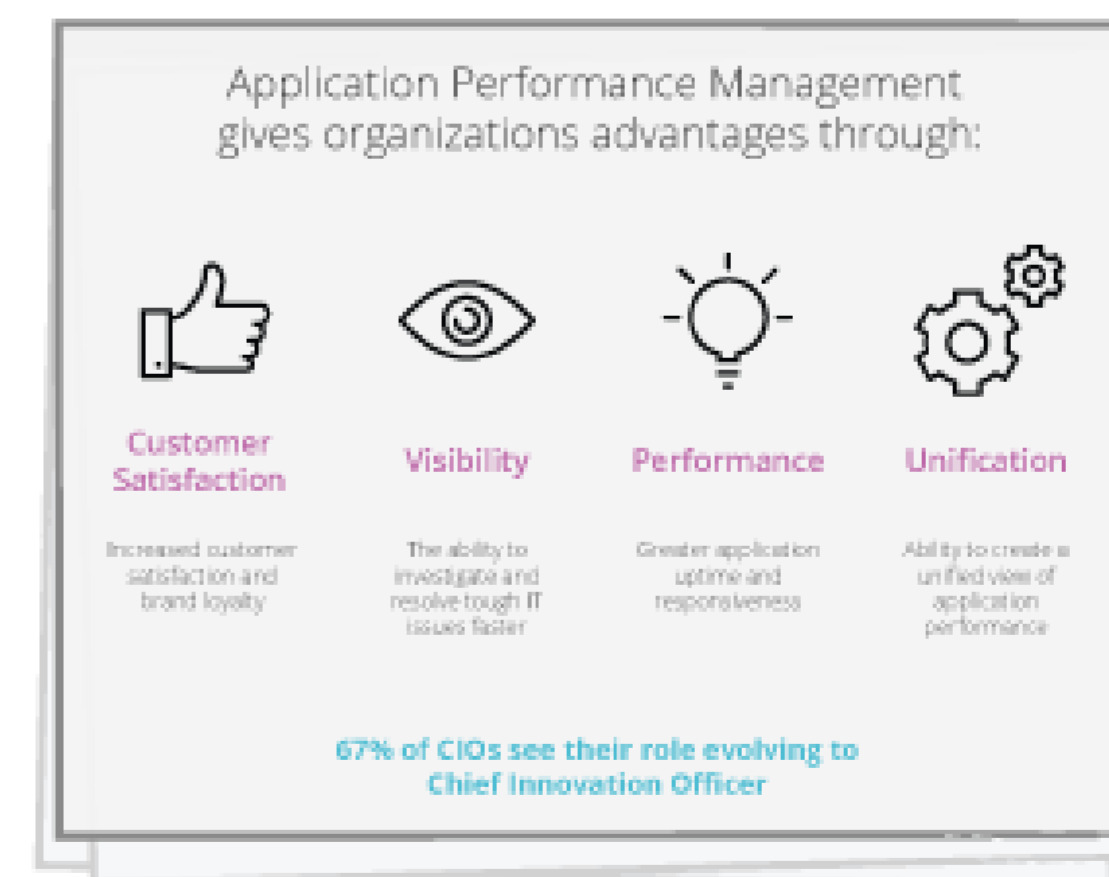 Application Performance Management
gives organizations advantages through:
Customer
Satisfaction
Increased customer
satisfaction and
brand loyalty
Visibility
The ability to
investigate and
resolve tough IT
issues faster
Performance
Greater application
uptime and
responsiveness
Unification
Ability to create a
unified view of
application
performance
67% of CIOs see their role evolving to
Chief Innovation Officer